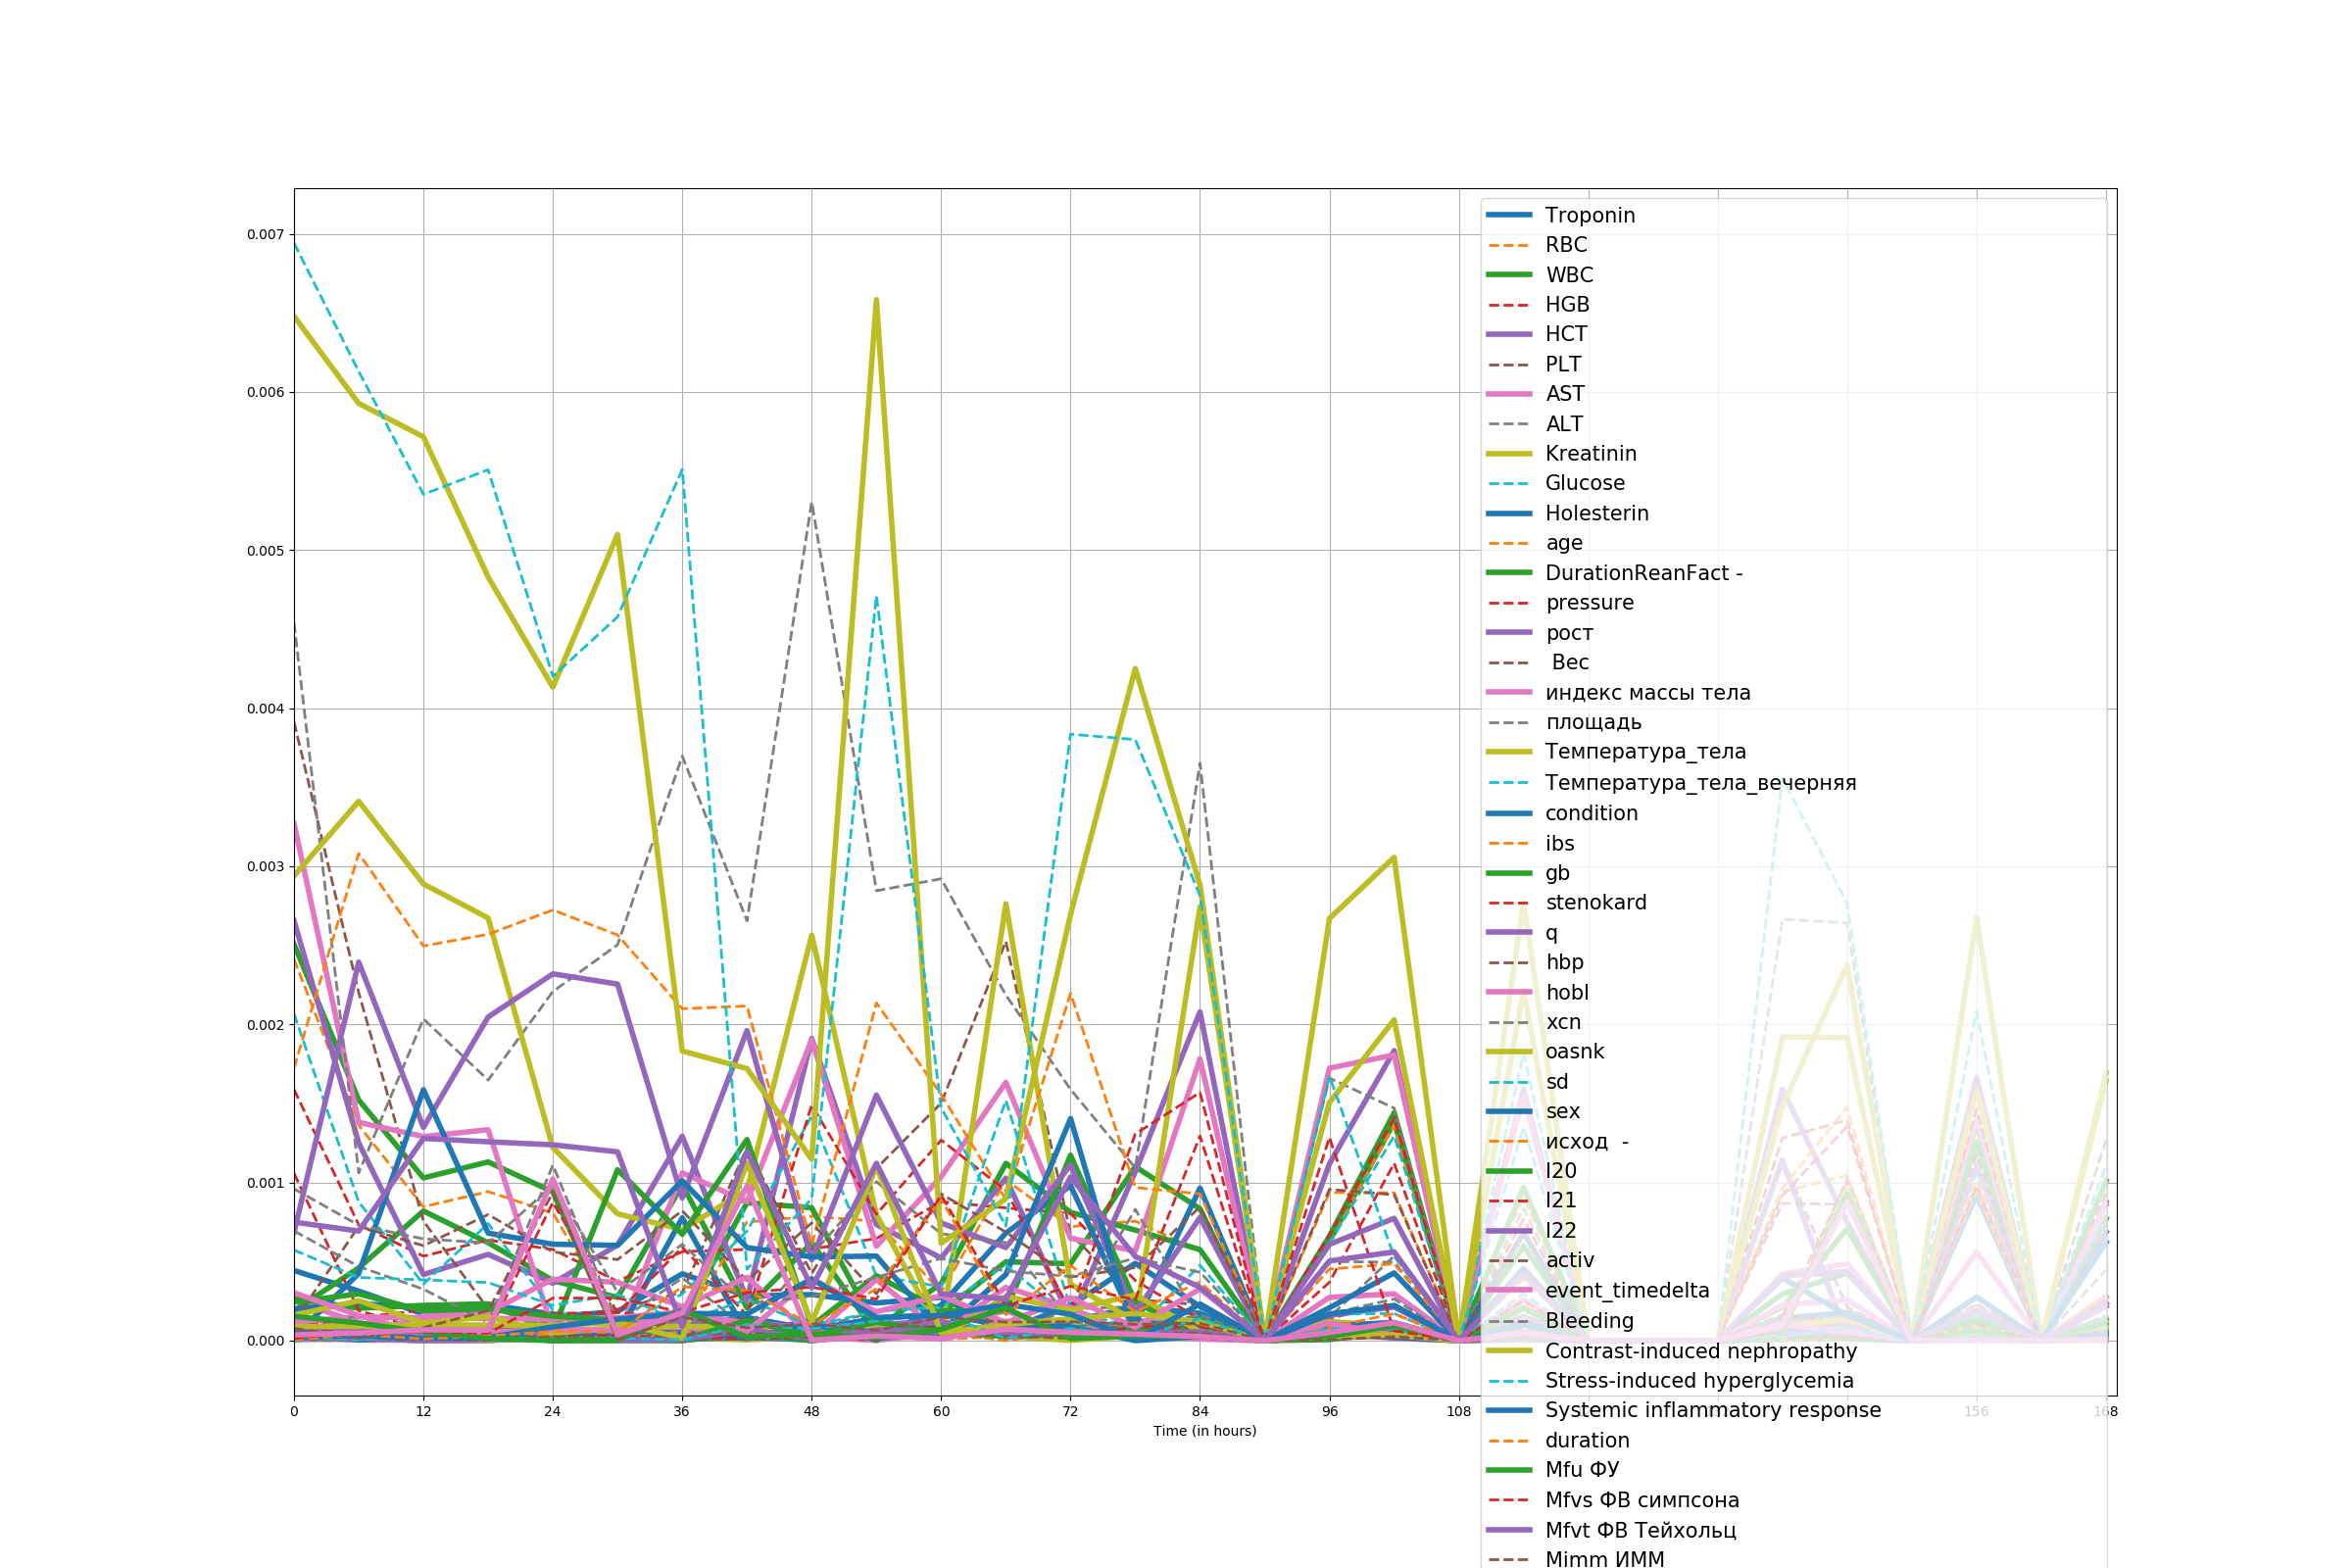 0.007
0.006
0.005
0.004
0.003
0.002
0.001
0.000
0
12
24
36
48
60
72
84
96
108
156
168
Time (in hours)
Troponin
RBC
WBC
HGB
HCT
PLT
AST
ALT
Kreatinin
Glucose
Holesterin
age
DurationReanFact -
pressure
рост
Вес
индекс массы тела
площадь
Температура_тела
Температура_тела_вечерняя
condition
ibs
gb
stenokard
q
hbp
hobl
xcn
oasnk
sd
sex
исход -
I20
I21
I22
activ
event_timedelta
Bleeding
Contrast-induced nephropathy
Stress-induced hyperglycemia
Systemic inflammatory response
duration
Mfu ФУ
Mfvs ФВ симпсона
Mfvt ФВ Тейхольц
Mimm ИММ